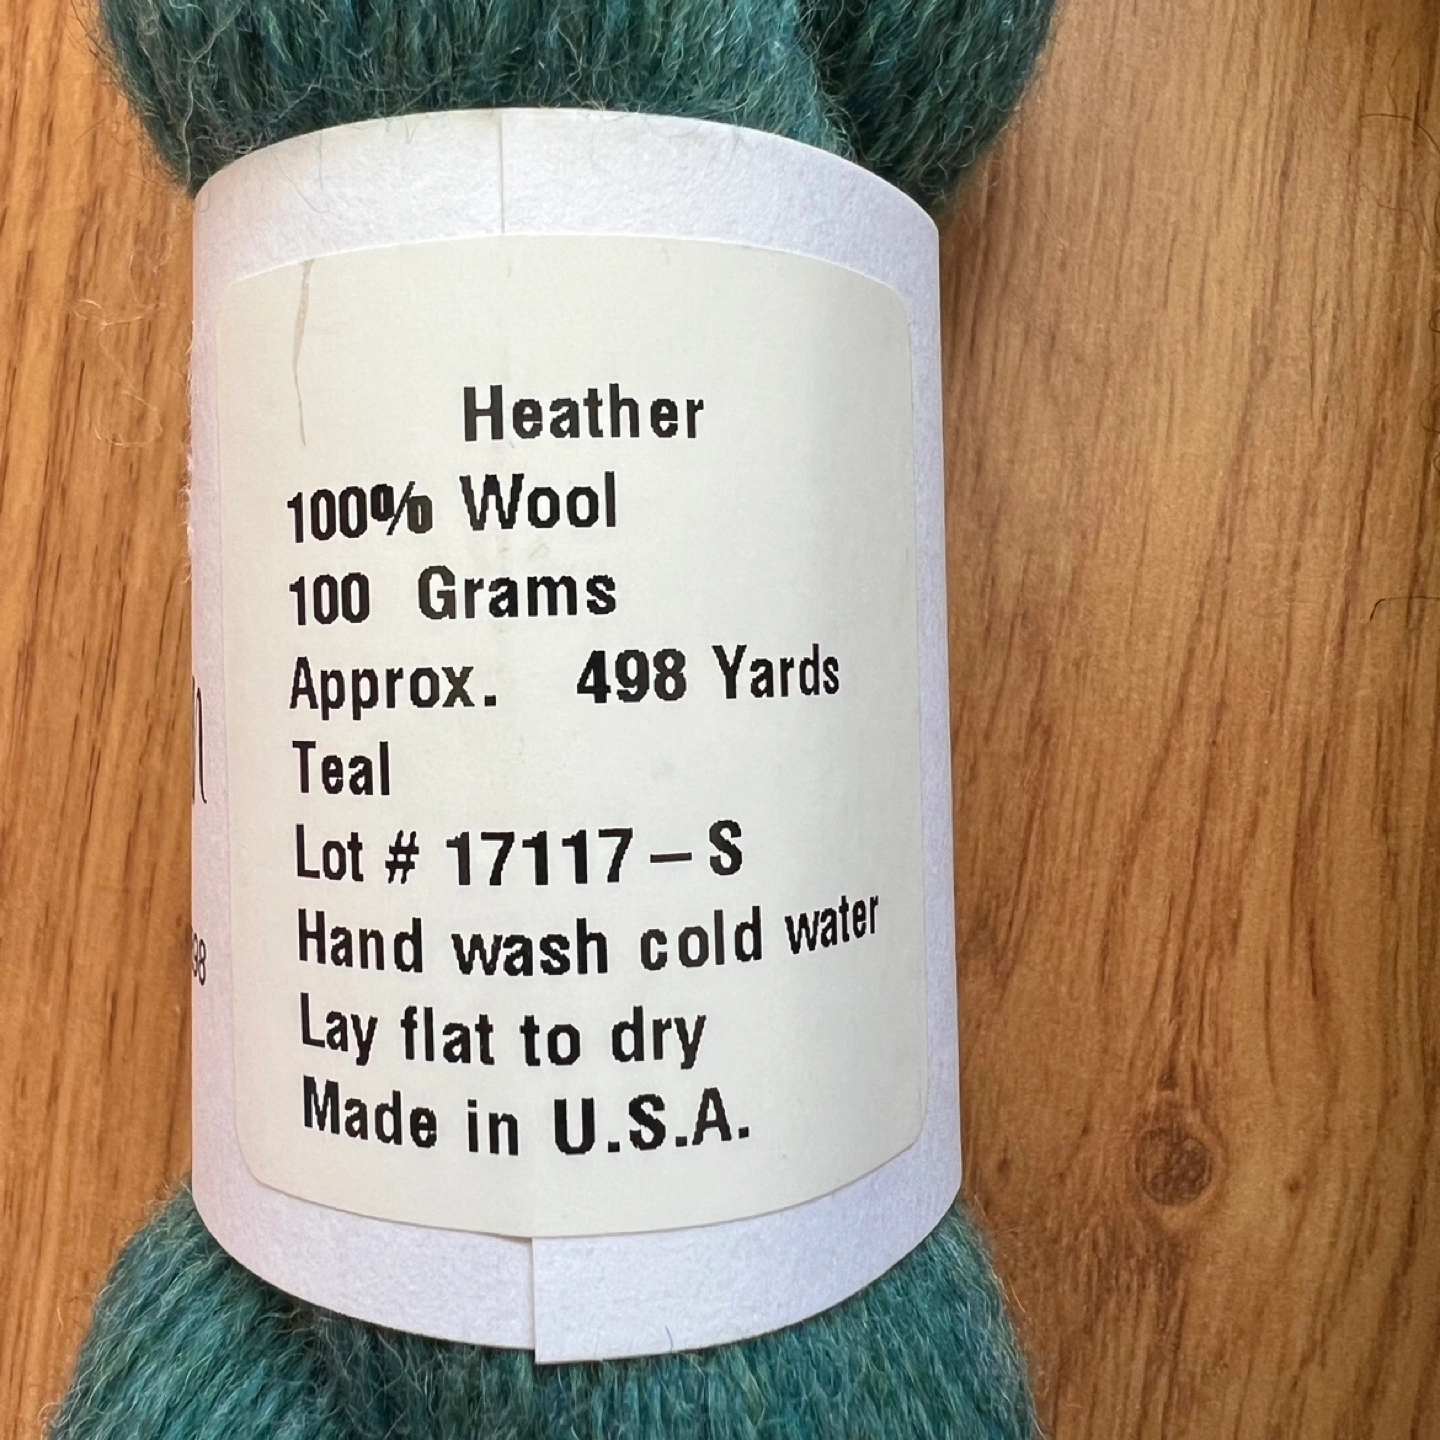 Heather
100% Wool
100 Grams
Approx. 498 Yards
Teal
Lot # 17117-S
Hand wash cold water
Lay flat to dry
Made in U.S.A.